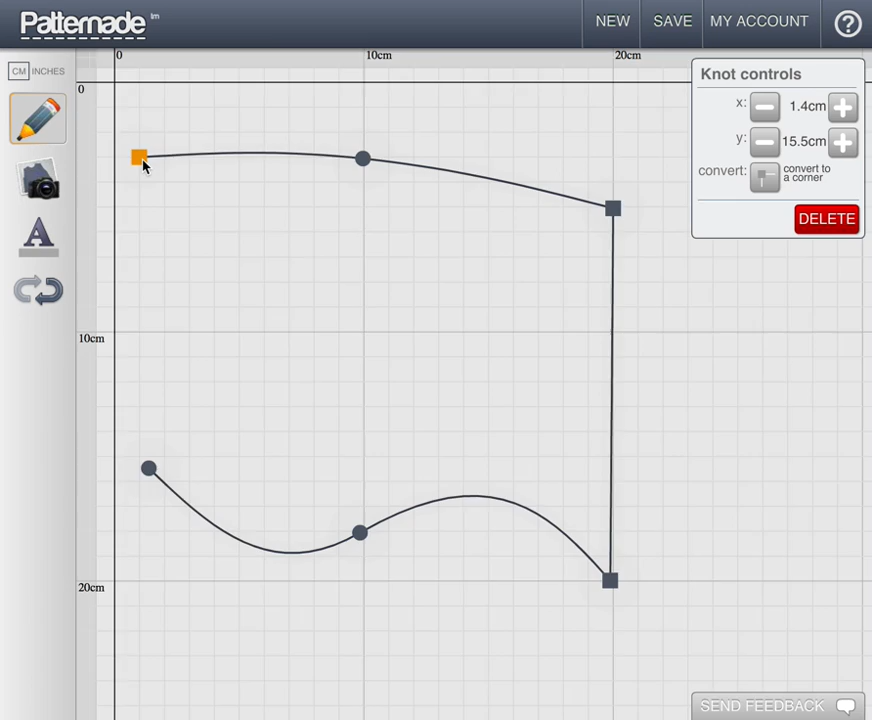 Patternade tm
NEW
SAVE
MY ACCOUNT
?
CM INCHES
0
10cm
20cm
0
10cm
20cm
A
Knot controls
x: 1.4cm
y: 15.5cm
convert: convert to
a corner
DELETE
SEND FEEDBACK